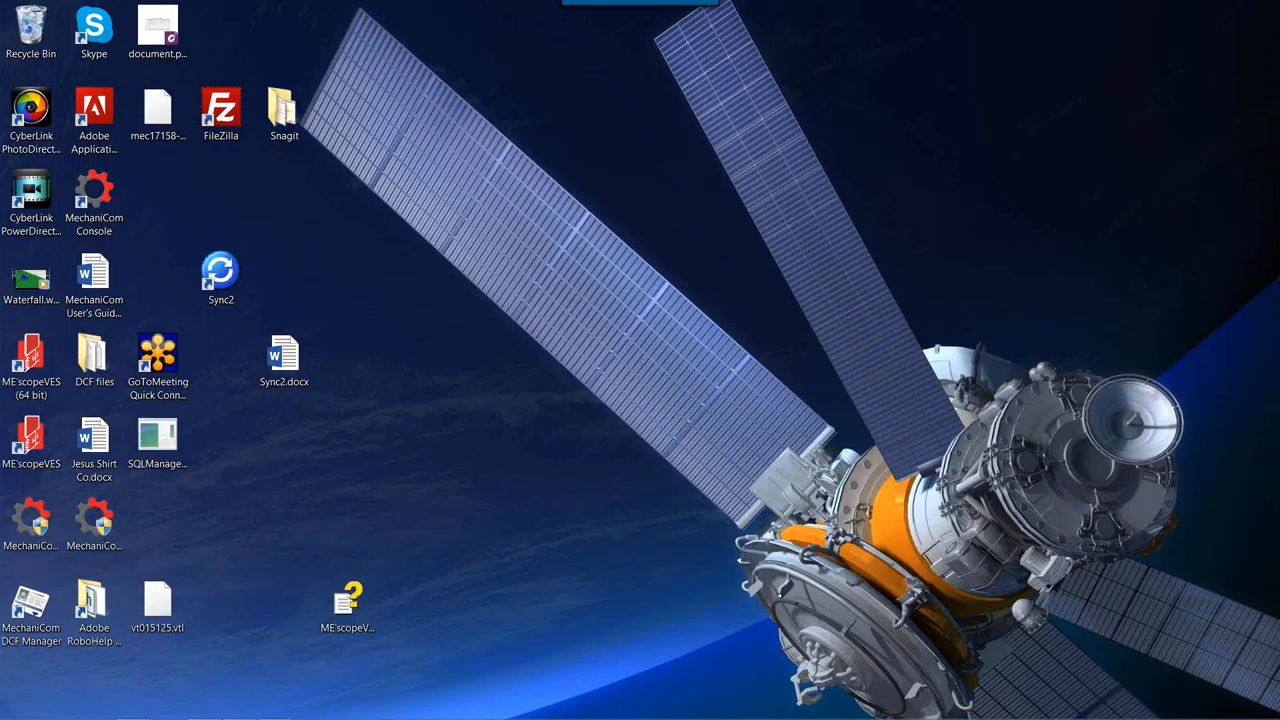 Recycle Bin
Skype
document.p...
CyberLink
PhotoDirect...
Adobe
Applicati...
mec17158-...
FileZilla
Snagit
CyberLink
PowerDirect...
MechaniCom
Console
Waterfall.w...
MechaniCom
User's Guid...
Sync2
ME'scopeVES
(64 bit)
DCF files
GoToMeeting
Quick Conn...
Sync2.docx
ME'scopeVES
Jesus Shirt
Co.docx
SQLManage...
MechaniCo...
MechaniCo...
MechaniCom
DCF Manager
Adobe
RoboHelp ...
vt015125.vtl
ME'scopeV...